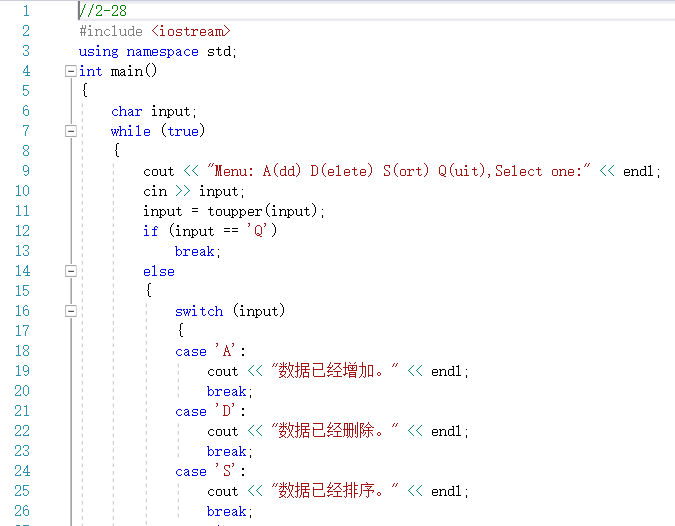 1 //2-28
2 #include <iostream>
3 using namespace std;
4 int main()
5 {
6 char input;
7 while (true)
8 {
9 cout << "Menu: A(dd) D(elete) S(ort) Q(uit),Select one:" << endl;
10 cin >> input;
11 input = toupper(input);
12 if (input == 'Q')
13 break;
14 else
15 {
16 switch (input)
17 {
18 case 'A':
19 cout << "数据已经增加。" << endl;
20 break;
21 case 'D':
22 cout << "数据已经删除。" << endl;
23 break;
24 case 'S':
25 cout << "数据已经排序。" << endl;
26 break;